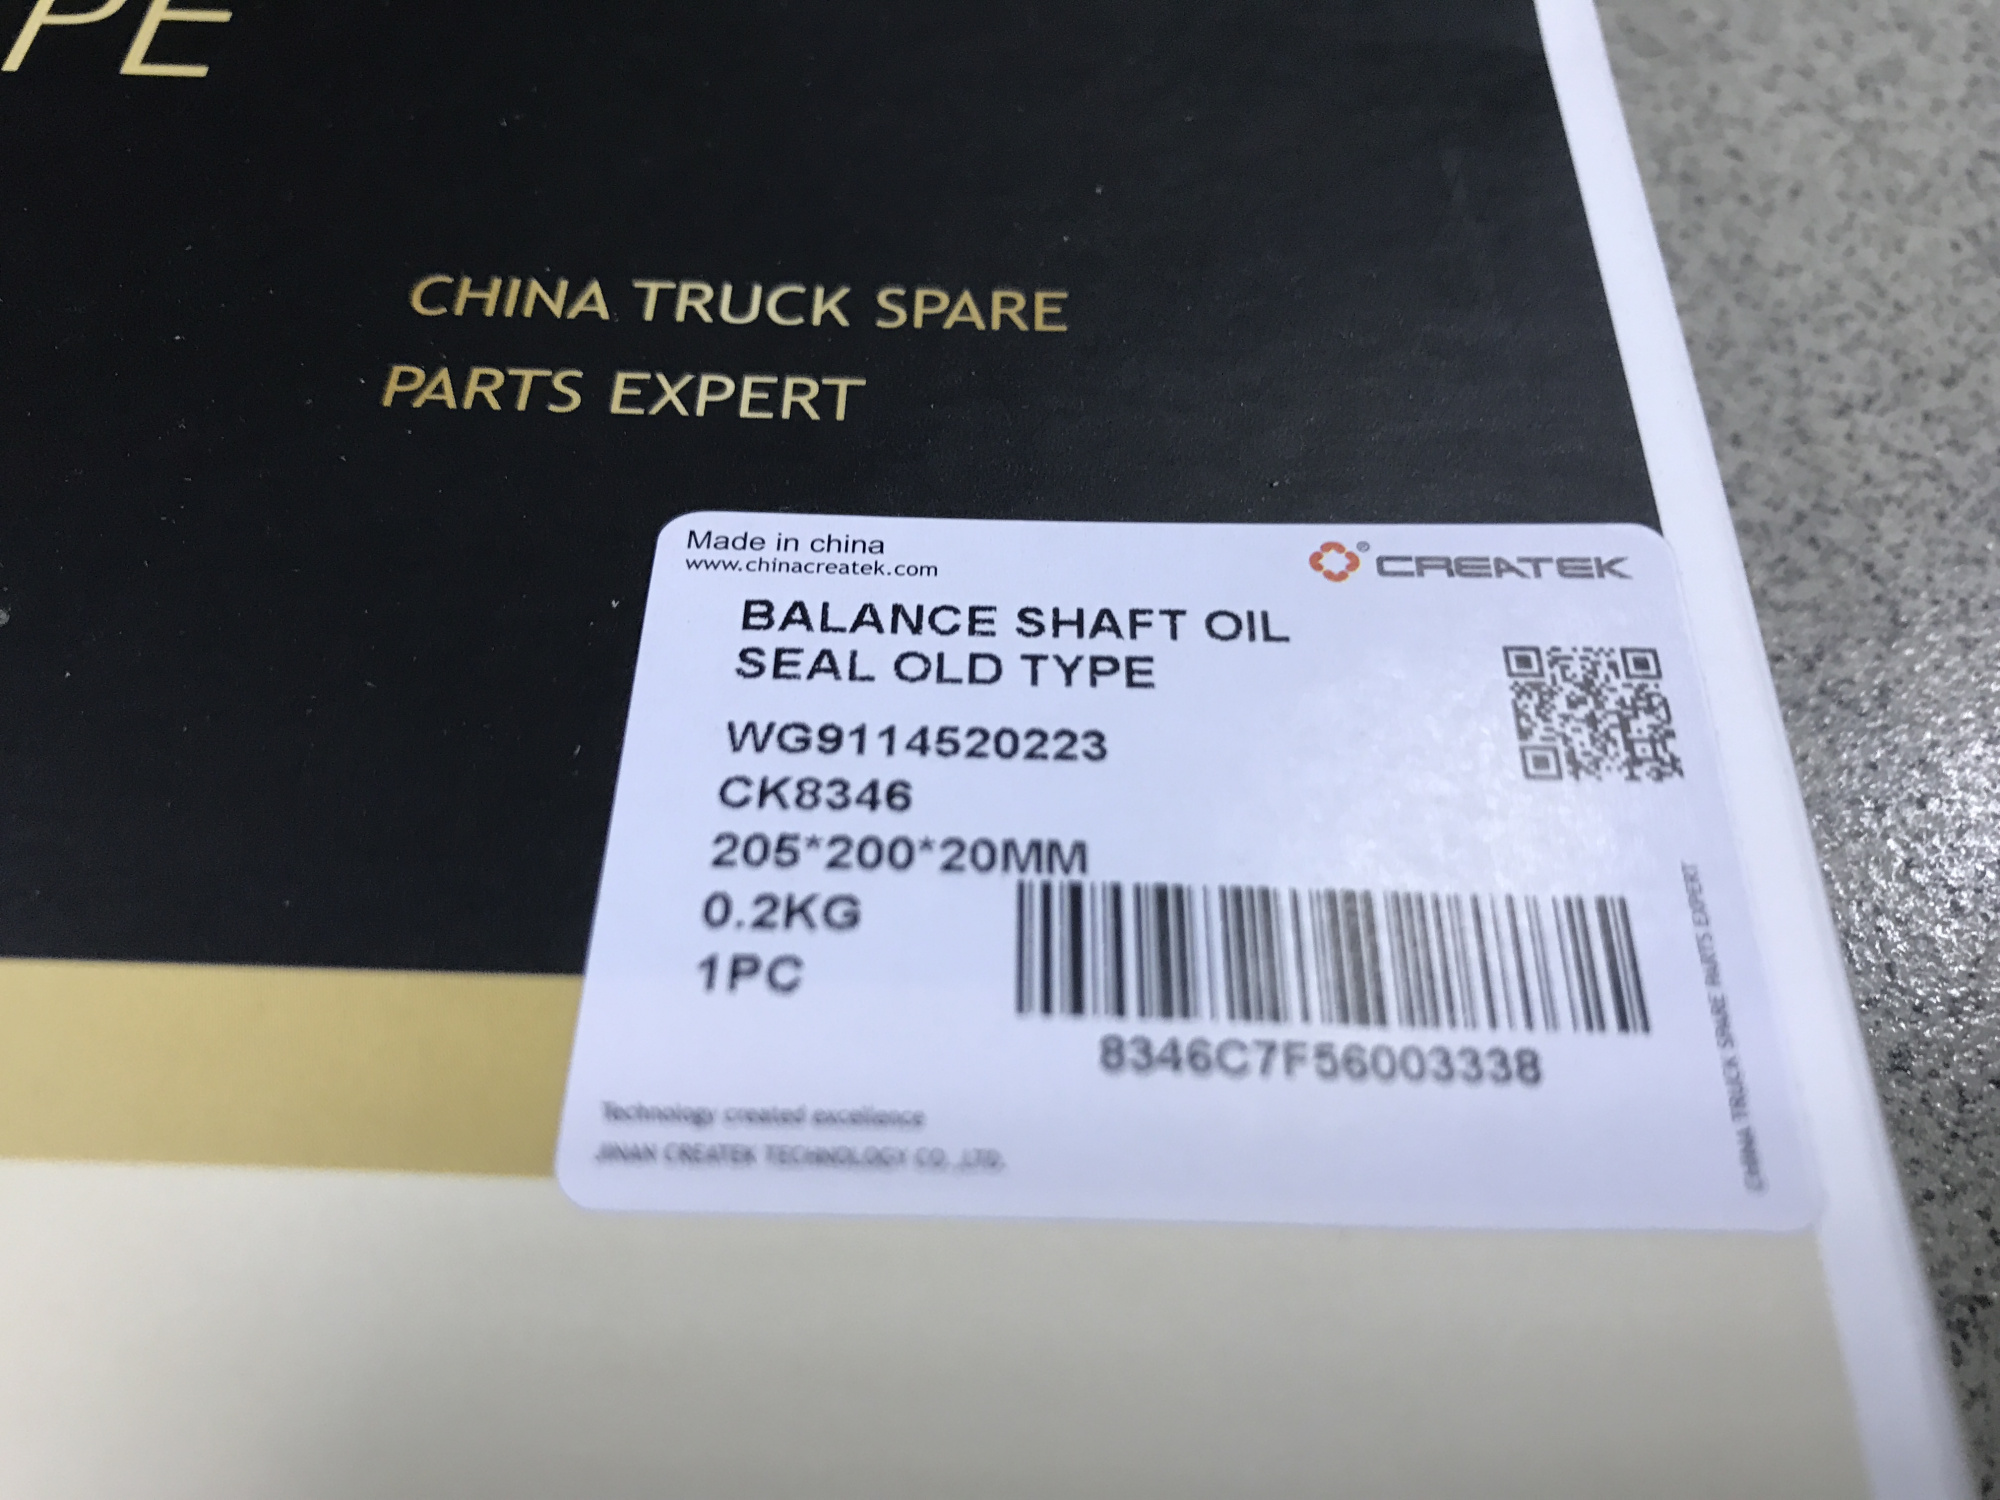 PE
CHINA TRUCK SPARE
PARTS EXPERT
Made in china
www.chinacreatek.com
® CREATEK
BALANCE SHAFT OIL
SEAL OLD TYPE
WG9114520223
CK8346
205*200*20MM
0.2KG
1PC
8346C7F56003338
Technology created excellence
JINAN CREATEK TECHNOLOGY CO.,LTD.
CHINA TRUCK SPARE PARTS EXPERT